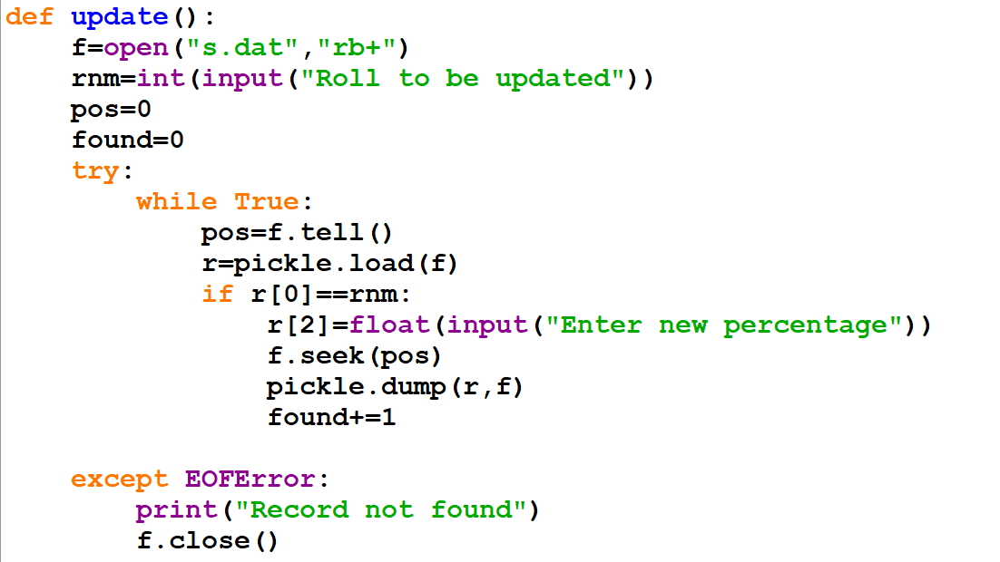 def update():
    f=open("s.dat","rb+")
    rnm=int(input("Roll to be updated"))
    pos=0
    found=0
    try:
        while True:
            pos=f.tell()
            r=pickle.load(f)
            if r[0]==rnm:
                r[2]=float(input("Enter new percentage"))
                f.seek(pos)
                pickle.dump(r,f)
                found+=1
    except EOFError:
        print("Record not found")
        f.close()